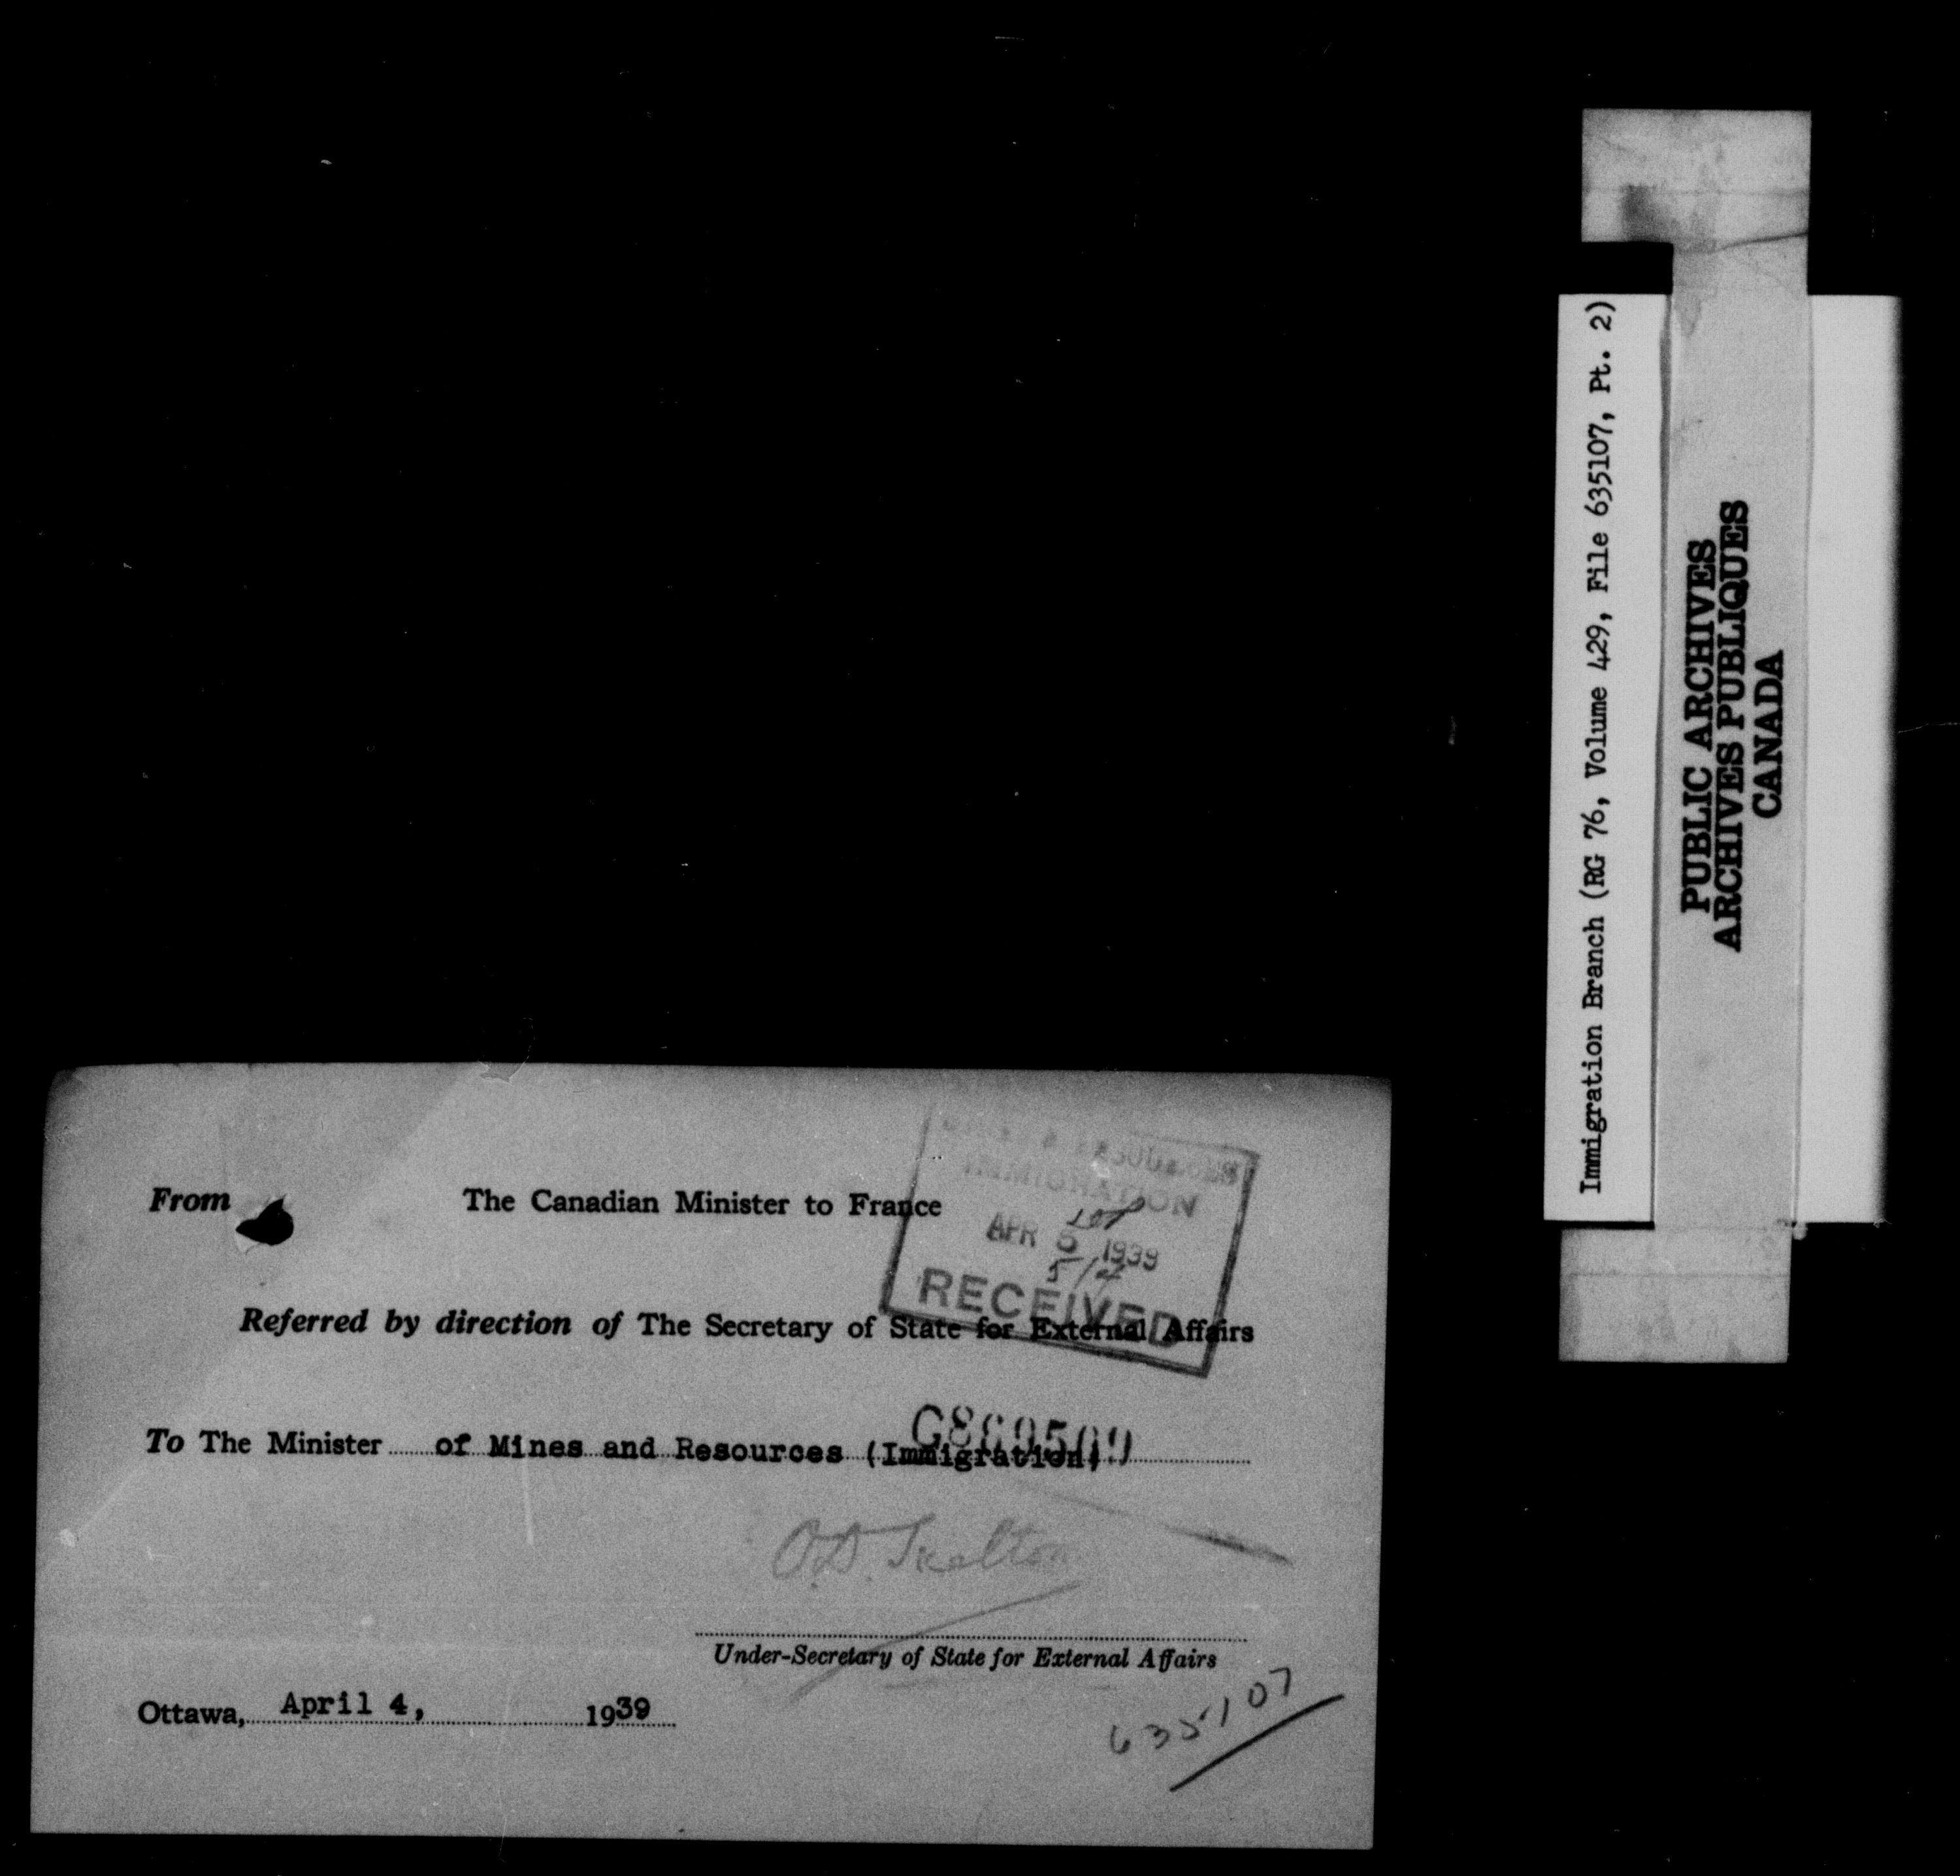 From The Canadian Minister to France
IMMIGRATION
APR 5 1939
RECEIVED
Referred by direction of The Secretary of State for External Affairs
To The Minister of Mines and Resources (Immigration)
O.D. Skelton
Under-Secretary of State for External Affairs
Ottawa, April 4, 1939
635107
Immigration Branch (RG 76, Volume 429, File 635107, Pt. 2)
PUBLIC ARCHIVES
ARCHIVES PUBLIQUES
CANADA